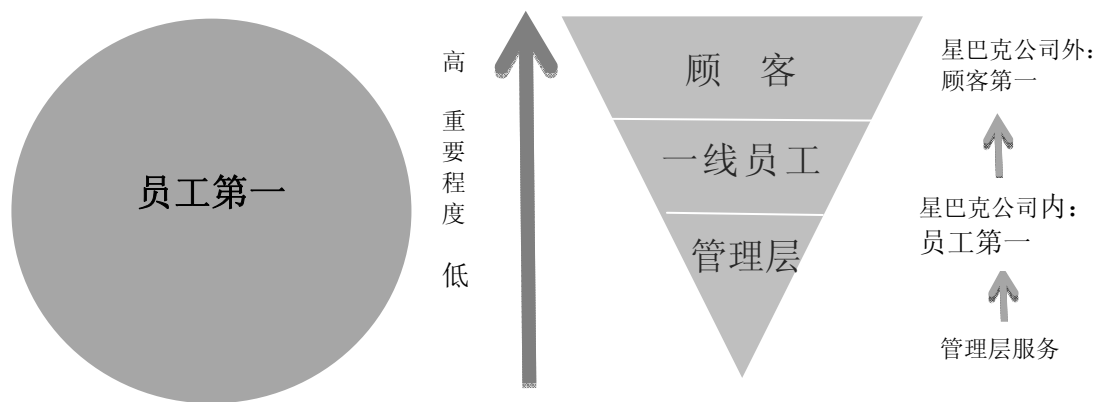 员工第一
高
重要程度
低
顾 客
一线员工
管理层
星巴克公司外：
顾客第一
星巴克公司内：
员工第一
管理层服务